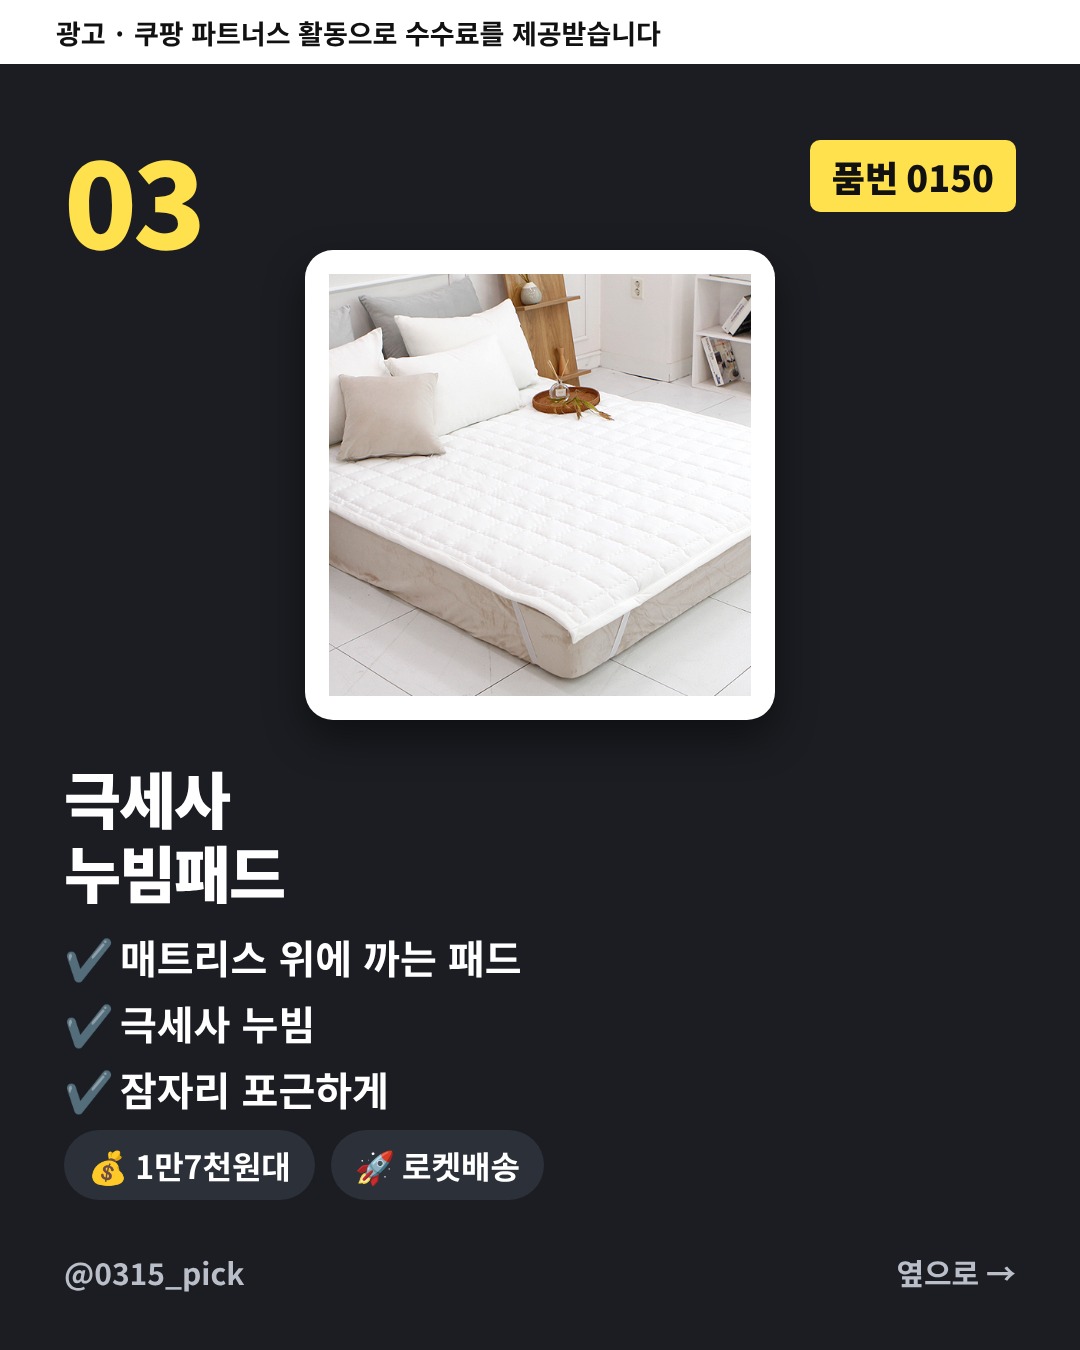 광고 · 쿠팡 파트너스 활동으로 수수료를 제공받습니다
03
품번 0150
극세사
누빔패드
✔️ 매트리스 위에 까는 패드
✔️ 극세사 누빔
✔️ 잠자리 포근하게
💰 1만7천원대
🚀 로켓배송
@0315_pick
옆으로 →